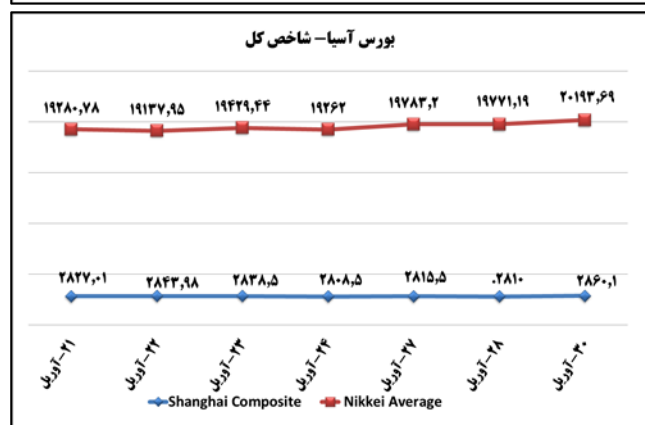 بورس آسیا– شاخص کل
۱۹۲۸۰,۷۸ ۱۹۱۳۷,۹۵ ۱۹۴۲۹,۴۴ ۱۹۲۶۲ ۱۹۷۸۳,۲ ۱۹۷۷۱,۱۹ ۲۰۱۹۳,۶۹
۲۸۲۷,۰۱ ۲۸۴۳,۹۸ ۲۸۳۸,۵ ۲۸۰۸,۵ ۲۸۱۵,۵ .۲۸۱۰ ۲۸۶۰,۱
۲۱-آوریل ۲۲-آوریل ۲۳-آوریل ۲۴-آوریل ۲۷-آوریل ۲۸-آوریل ۳۰-آوریل
Shanghai Composite Nikkei Average